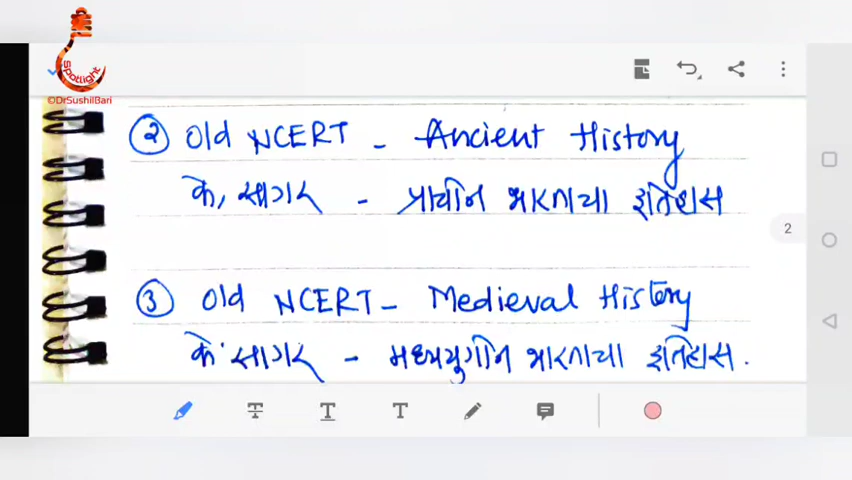 Spotlight
©DrSushilBari
② Old NCERT - Ancient History
के, सागर - प्राचीन भारताचा इतिहास
2
③ Old NCERT - Medieval History
के. सागर - मध्ययुगीन भारताचा इतिहास.